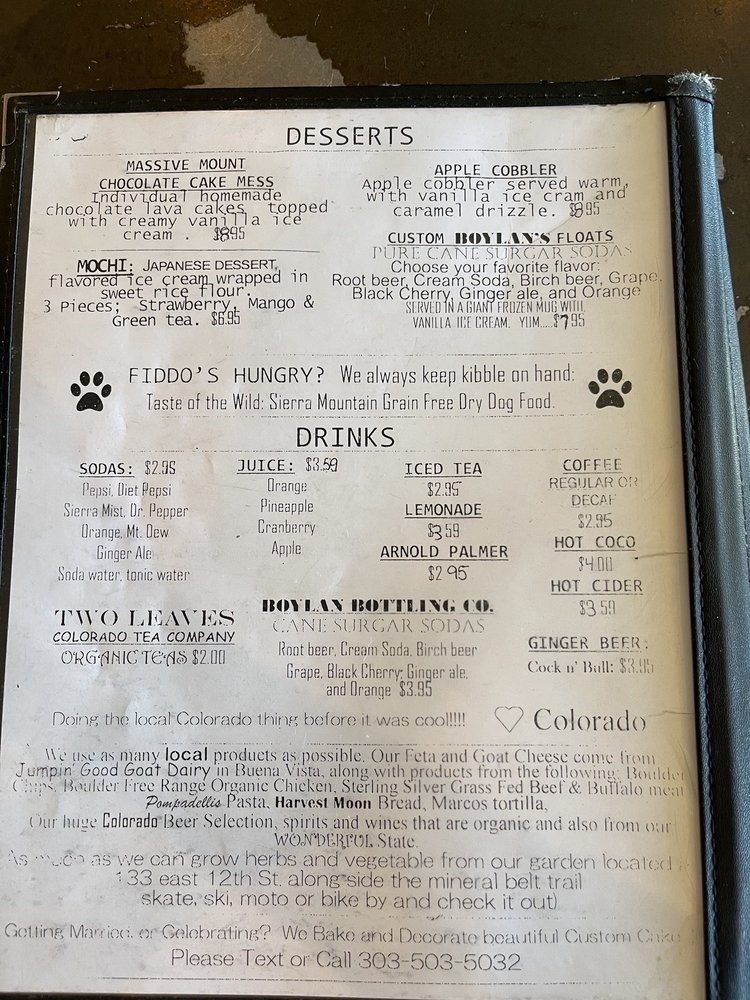 DESSERTS
MASSIVE MOUNT
CHOCOLATE CAKE MESS
Individual homemade
chocolate lava cakes topped
with creamy vanilla ice
cream . $8.95
MOCHI: JAPANESE DESSERT,
flavored ice cream wrapped in
sweet rice flour.
3 Pieces; Strawberry, Mango &
Green tea. $6.95
APPLE COBBLER
Apple cobbler served warm,
with vanilla ice cram and
caramel drizzle. $8.95
CUSTOM BOYLAN'S FLOATS
PURE CANE SURGAR SODAS
Choose your favorite flavor:
Root beer, Cream Soda, Birch beer, Grape,
Black Cherry, Ginger ale, and Orange
SERVED IN A GIANT FROZEN MUG WITH
VANILLA ICE CREAM. YUM....$7.95
FIDDO'S HUNGRY? We always keep kibble on hand:
Taste of the Wild: Sierra Mountain Grain Free Dry Dog Food.
DRINKS
SODAS: $2.95
Pepsi, Diet Pepsi
Sierra Mist, Dr. Pepper
Orange, Mt. Dew
Ginger Ale
Soda water, tonic water
JUICE: $3.59
Orange
Pineapple
Cranberry
Apple
ICED TEA
$2.95
LEMONADE
$3.59
ARNOLD PALMER
$2.95
COFFEE
REGULAR OR
DECAF
$2.95
HOT COCO
$4.00
HOT CIDER
$3.59
TWO LEAVES
COLORADO TEA COMPANY
ORGANIC TEAS $2.00
BOYLAN BOTTLING CO.
CANE SURGAR SODAS
Root beer, Cream Soda, Birch beer
Grape, Black Cherry, Ginger ale,
and Orange $3.95
GINGER BEER:
Cock n' Bull: $3.95
Doing the local Colorado thing before it was cool!!!!
Colorado
We use as many local products as possible. Our Feta and Goat Cheese come from
Jumpin' Good Goat Dairy in Buena Vista, along with products from the following: Boulder
Chips, Boulder Free Range Organic Chicken, Sterling Silver Grass Fed Beef & Buffalo meat
Pompadellis Pasta, Harvest Moon Bread, Marcos tortilla,
Our huge Colorado Beer Selection, spirits and wines that are organic and also from our
WONDERFUL State.
As much as we can grow herbs and vegetable from our garden located
133 east 12th St. along side the mineral belt trail
skate, ski, moto or bike by and check it out)
Getting Married, or Celebrating? We Bake and Decorate beautiful Custom Cake
Please Text or Call 303-503-5032